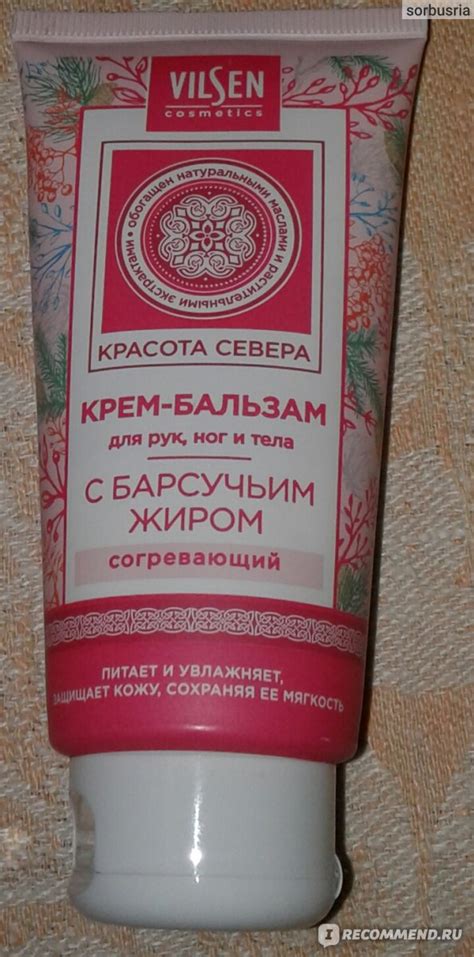 sorbusria
VILSEN
cosmetics
обогащен натуральными маслами и растительными экстрактами
КРАСОТА СЕВЕРА
КРЕМ-БАЛЬЗАМ
для рук, ног и тела
С БАРСУЧЬИМ
ЖИРОМ
согревающий
ПИТАЕТ И УВЛАЖНЯЕТ,
ЗАЩИЩАЕТ КОЖУ, СОХРАНЯЯ ЕЕ МЯГКОСТЬ
I RECOMMEND.RU